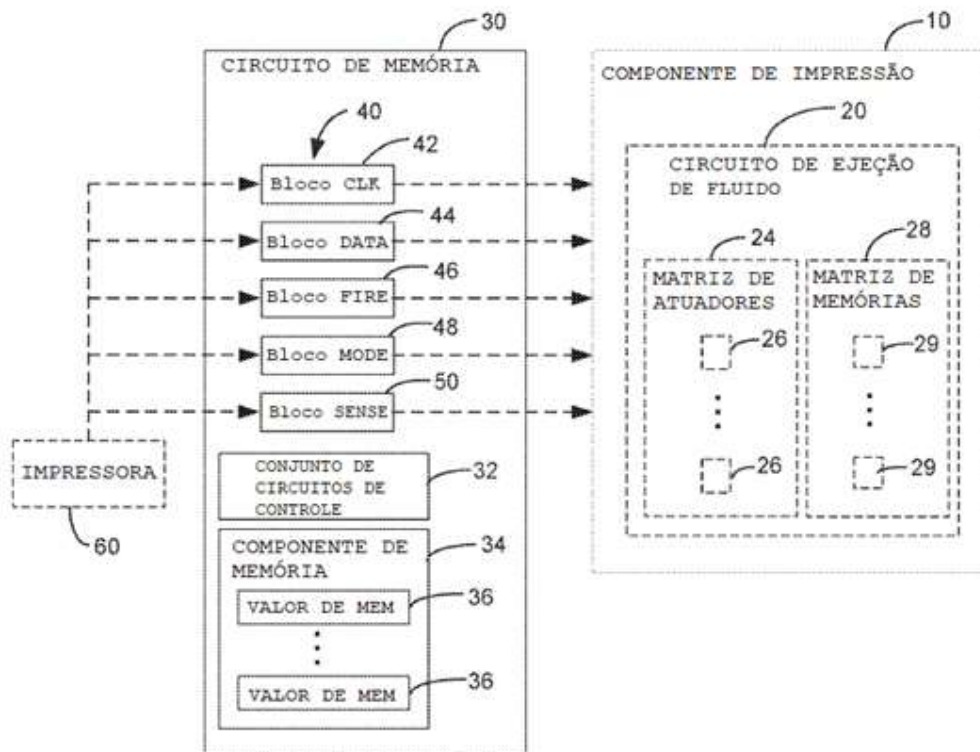 30
10
CIRCUITO DE MEMÓRIA
COMPONENTE DE IMPRESSÃO
40
42
20
Bloco CLK
CIRCUITO DE EJEÇÃO
DE FLUIDO
44
Bloco DATA
24
28
46
MATRIZ DE
ATUADORES
MATRIZ DE
MEMÓRIAS
Bloco FIRE
48
26
29
Bloco MODE
50
Bloco SENSE
26
29
IMPRESSORA
60
CONJUNTO DE
CIRCUITOS DE
CONTROLE
32
COMPONENTE DE
MEMÓRIA
34
VALOR DE MEM
36
VALOR DE MEM
36